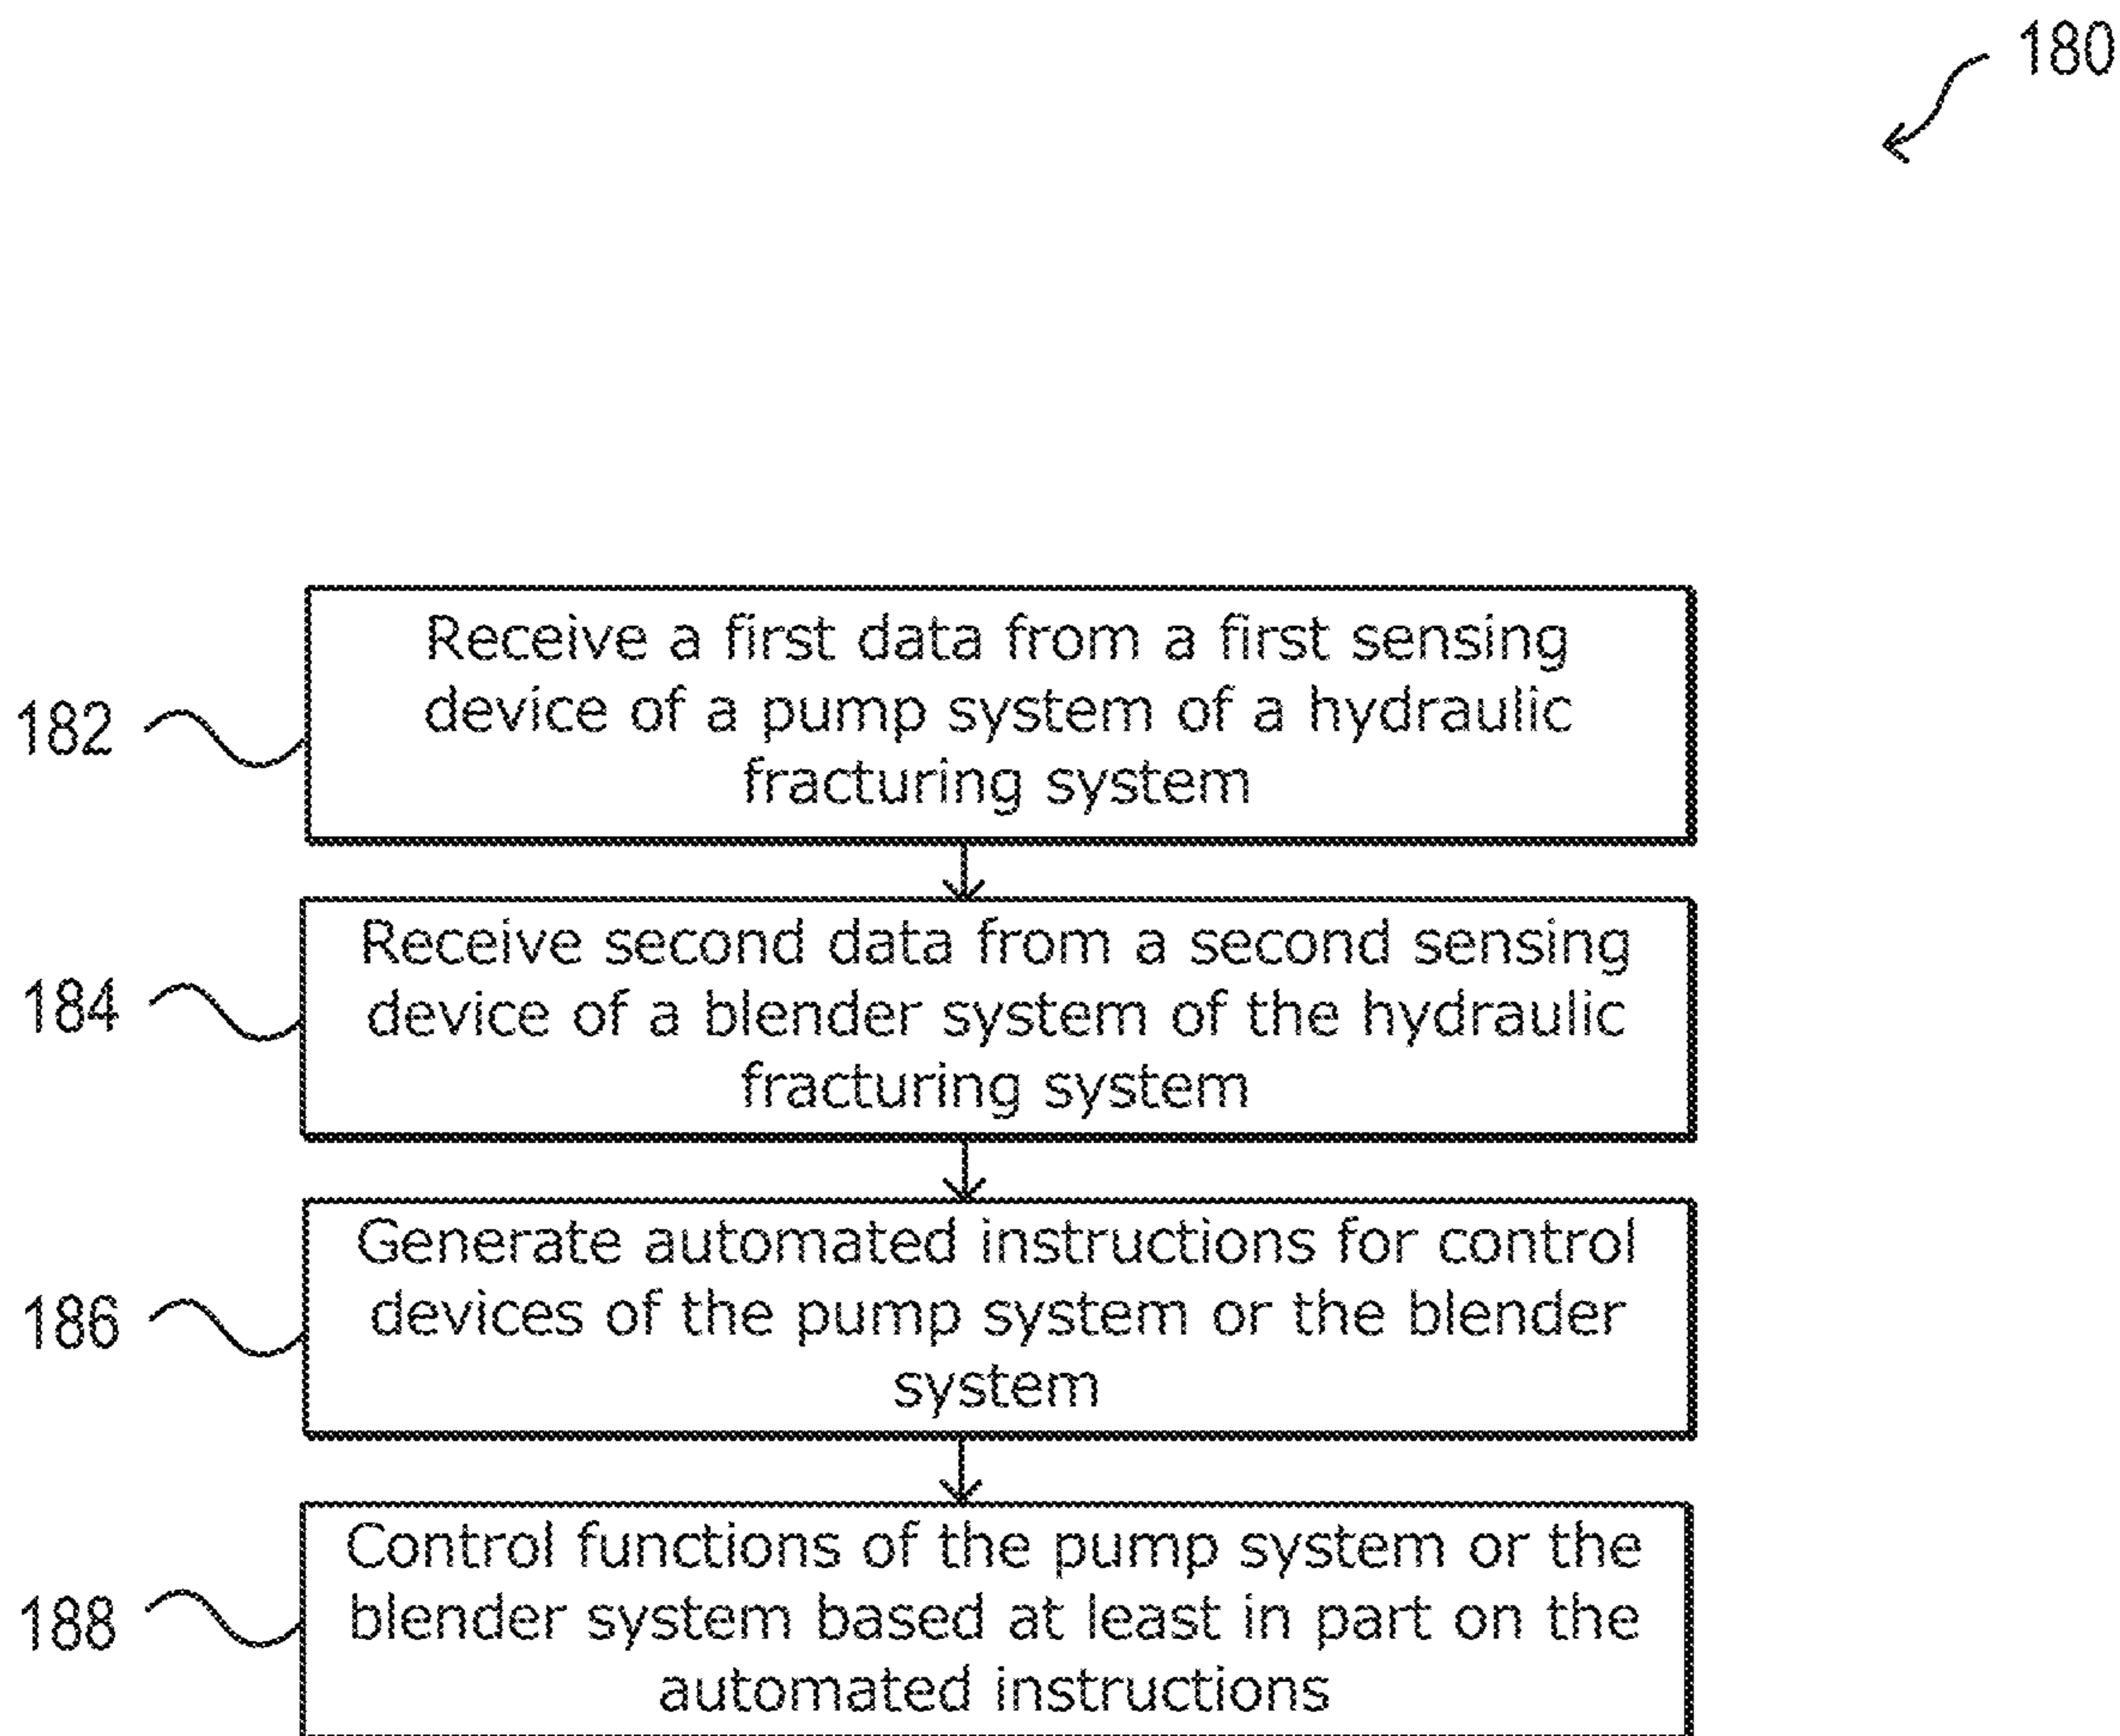 180
Receive a first data from a first sensing
device of a pump system of a hydraulic
fracturing system
182
Receive second data from a second sensing
device of a blender system of the hydraulic
fracturing system
184
Generate automated instructions for control
devices of the pump system or the blender
system
186
Control functions of the pump system or the
blender system based at least in part on the
automated instructions
188